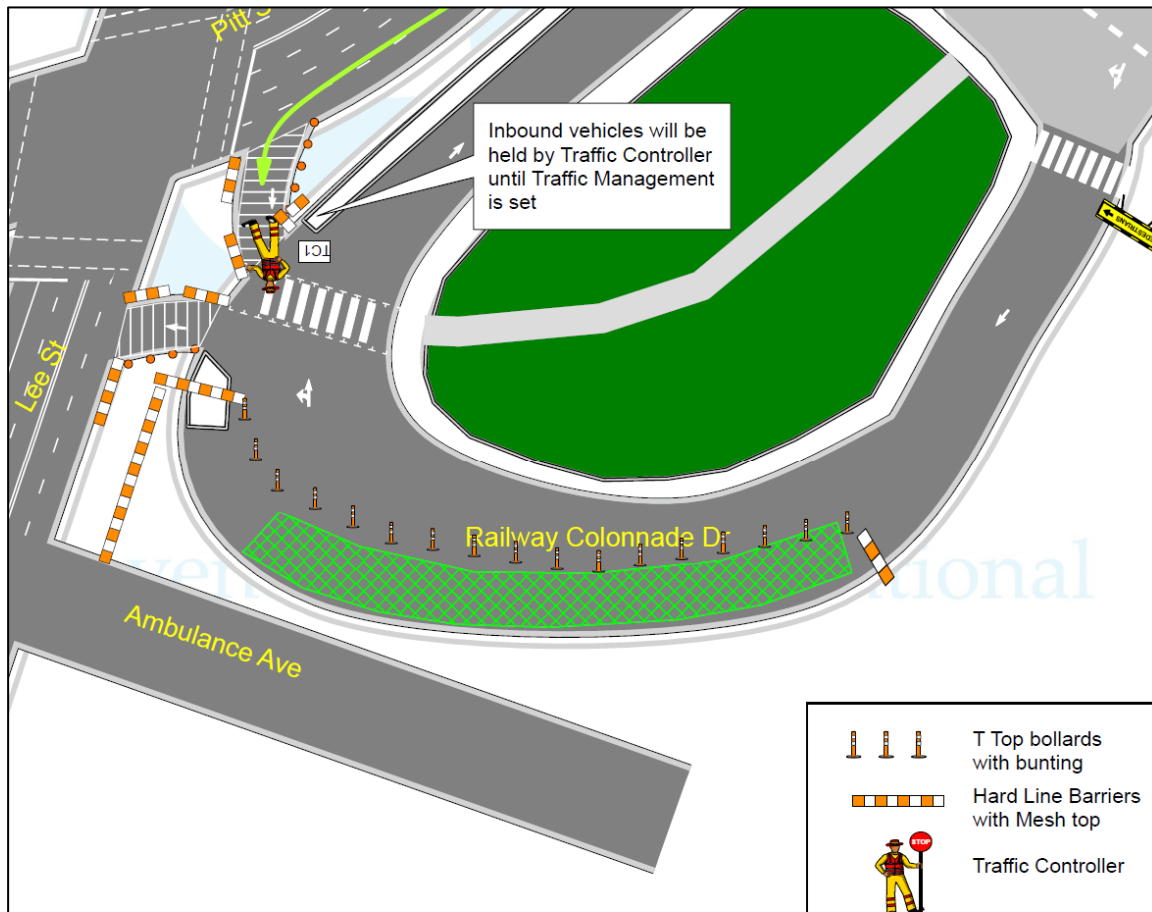 Pitt S
Inbound vehicles will be
held by Traffic Controller
until Traffic Management
is set
TC1
EDESTRIANS
Lee St
Railway Colonnade Dr
Ambulance Ave
T Top bollards
with bunting
Hard Line Barriers
with Mesh top
STOP
Traffic Controller